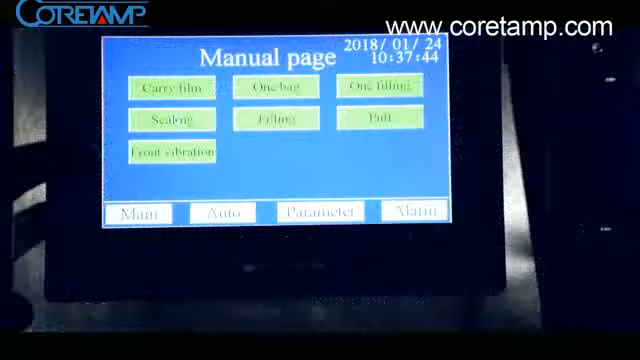 CORETAMP
www.coretamp.com
Manual page
2018/ 01/ 24
10:37:44
Carry film
One bag
One filling
Sealing
Filling
Pull
Front vibration
Main
Auto
Parameter
Alarm